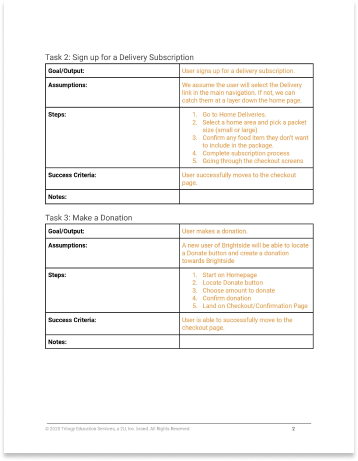 Task 2: Sign up for a Delivery Subscription
Goal/Output: User signs up for a delivery subscription.
Assumptions: We assume the user will select the Delivery
link in the main navigation. If not, we can
catch them at a layer down the home page.
Steps: 1. Go to Home Deliveries.
2. Select a home area and pick a packet
size (small or large)
3. Confirm any food item they don't want
to include in the package.
4. Complete subscription process
5. Going through the checkout screens
Success Criteria: User successfully moves to the checkout
page.
Notes:
Task 3: Make a Donation
Goal/Output: User makes a donation.
Assumptions: A new user of Brightside will be able to locate
a Donate button and create a donation
towards Brightside
Steps: 1. Start on Homepage
2. Locate Donate button
3. Choose amount to donate
4. Confirm donation
5. Land on Checkout/Confirmation Page
Success Criteria: User is able to successfully move to the
checkout page.
Notes:
© 2020 Trilogy Education Services, a 2U, Inc. brand. All Rights Reserved. 2